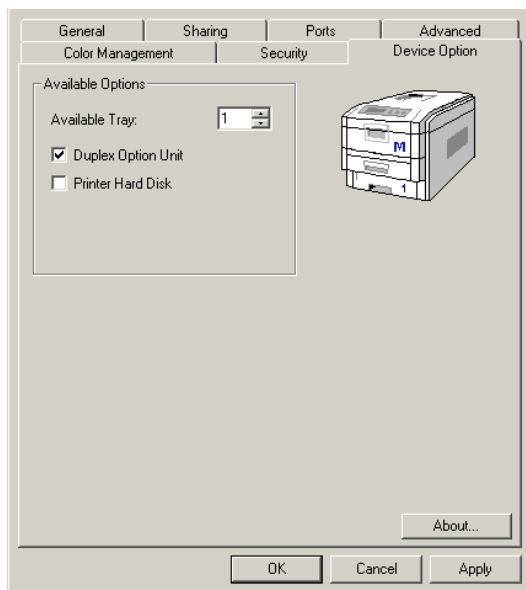 General Sharing Ports Advanced
Color Management Security Device Option
Available Options
Available Tray: 1
Duplex Option Unit
M
Printer Hard Disk
1
About...
OK Cancel Apply